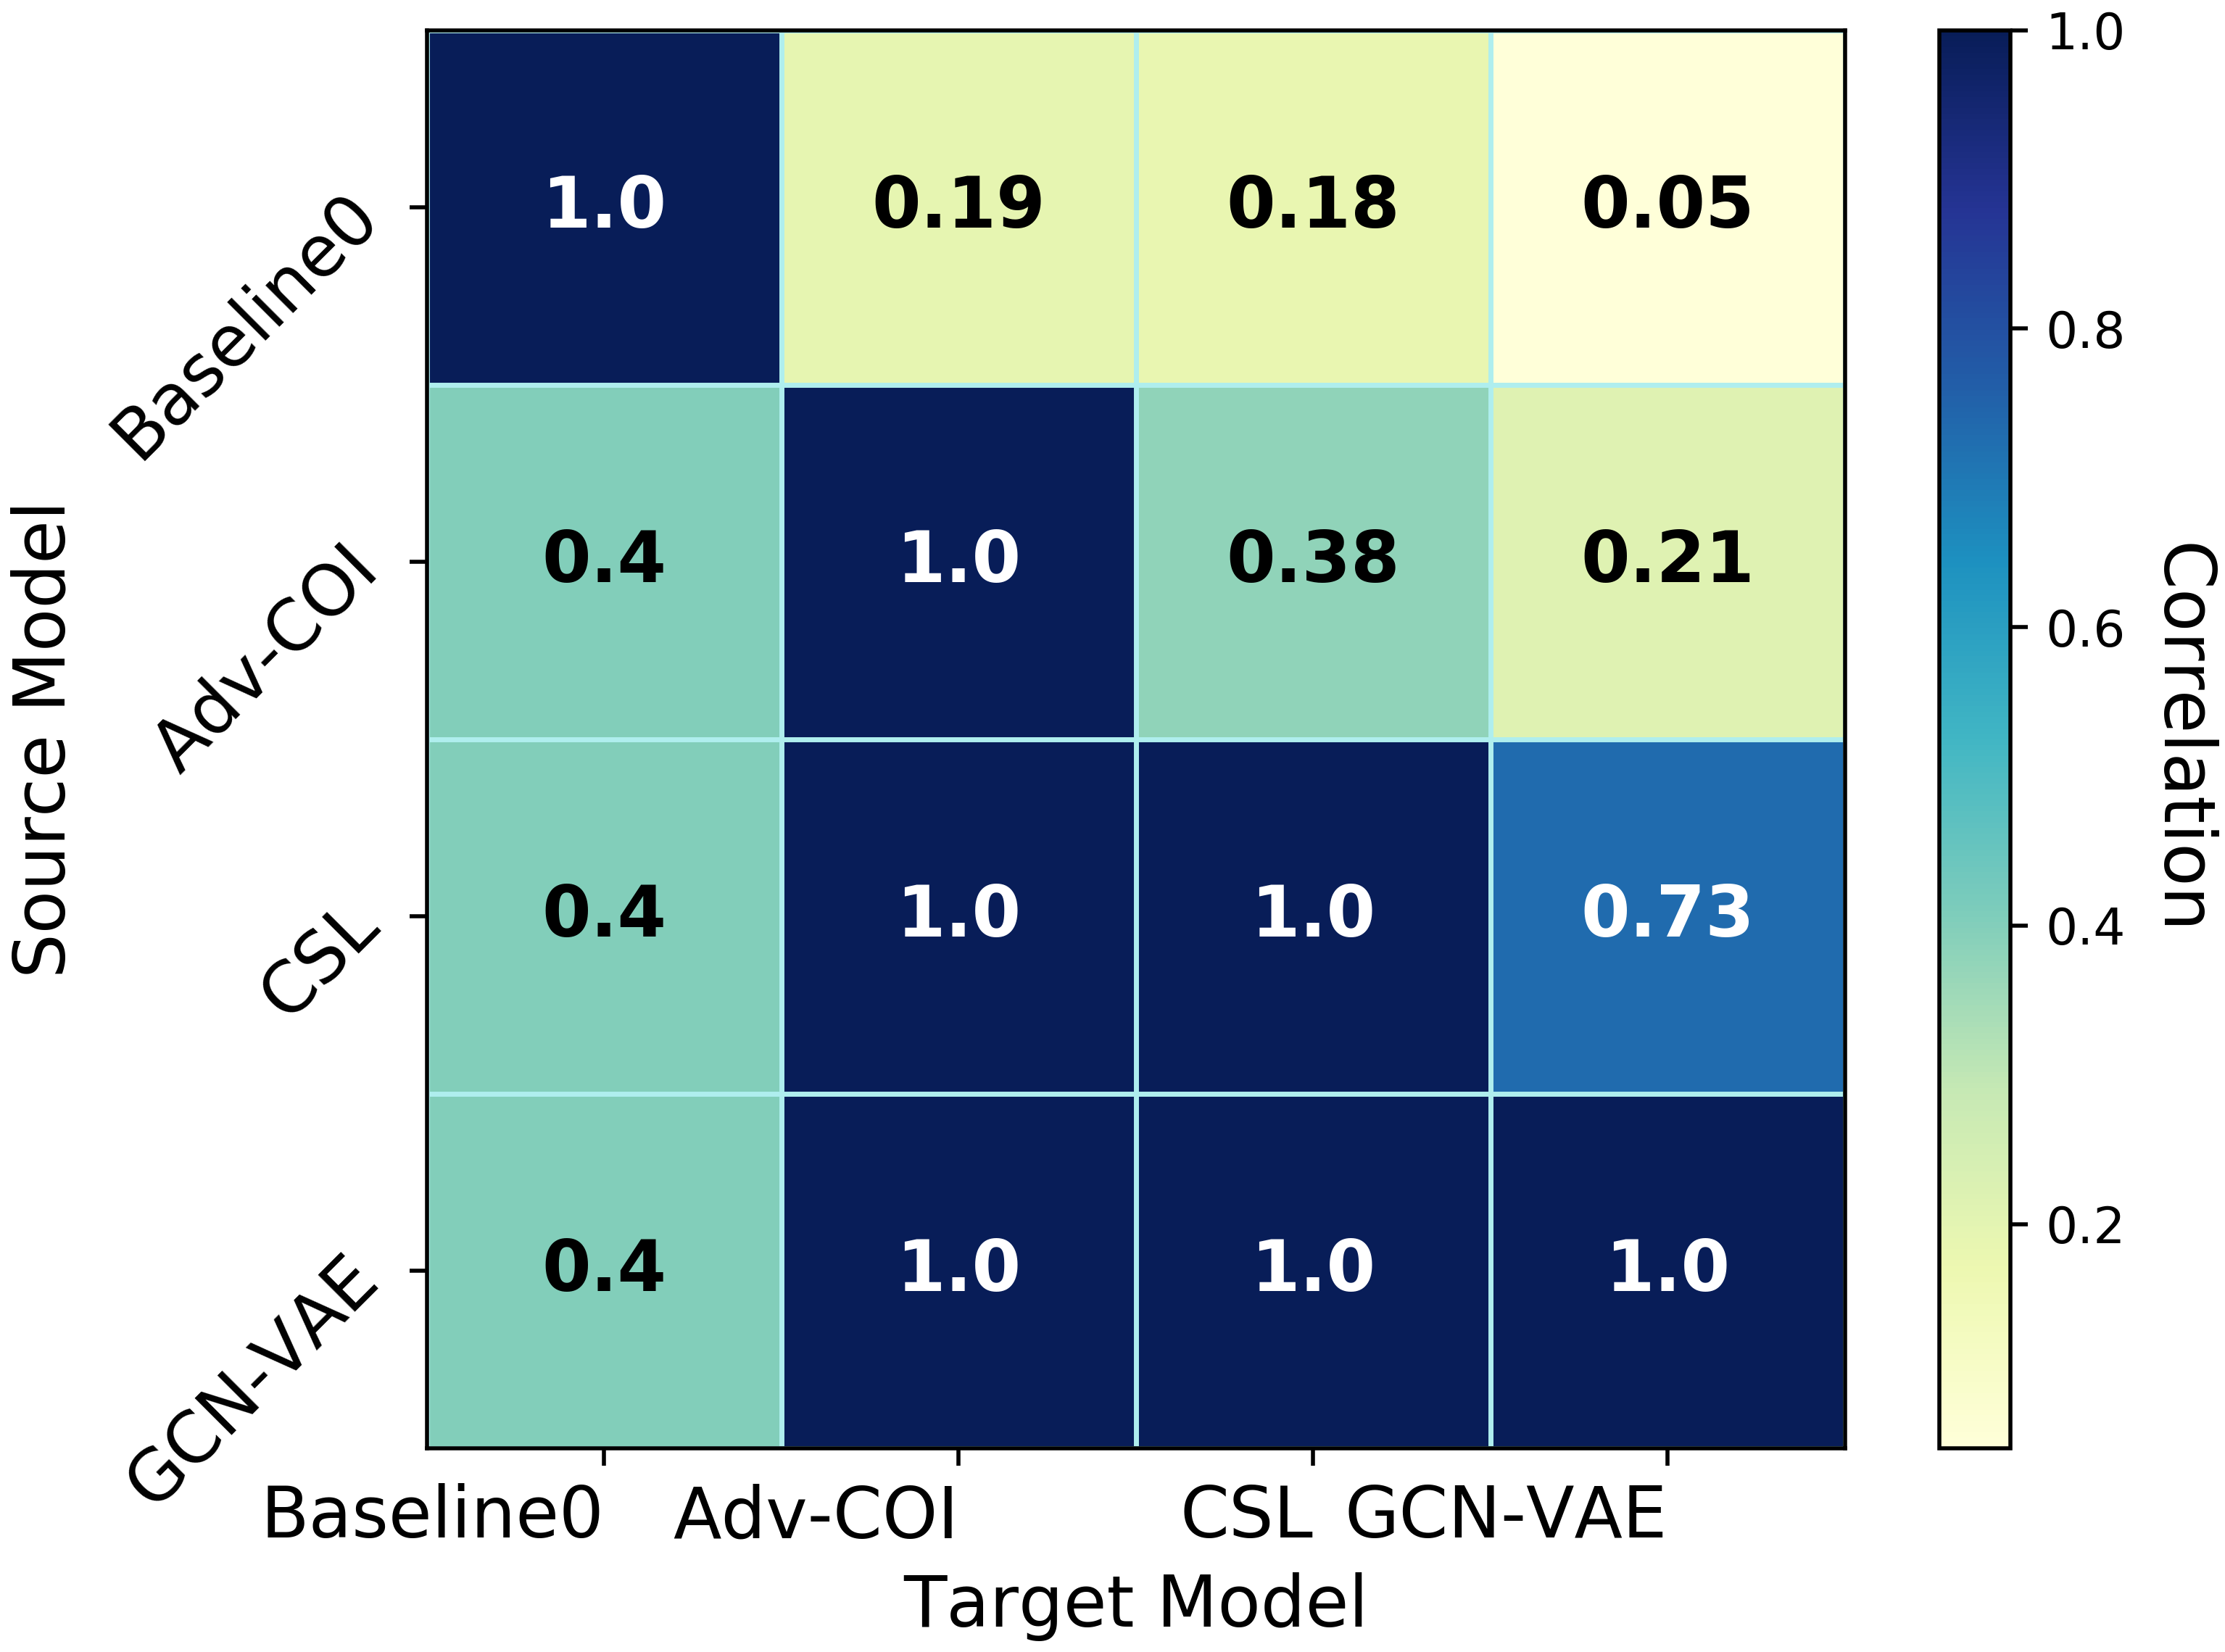 Source Model
Baseline0 1.0 0.19 0.18 0.05
Adv-COI 0.4 1.0 0.38 0.21
CSL 0.4 1.0 1.0 0.73
GCN-VAE 0.4 1.0 1.0 1.0
Baseline0 Adv-COI CSL GCN-VAE
Target Model
1.0
0.8
0.6
0.4
0.2
Correlation